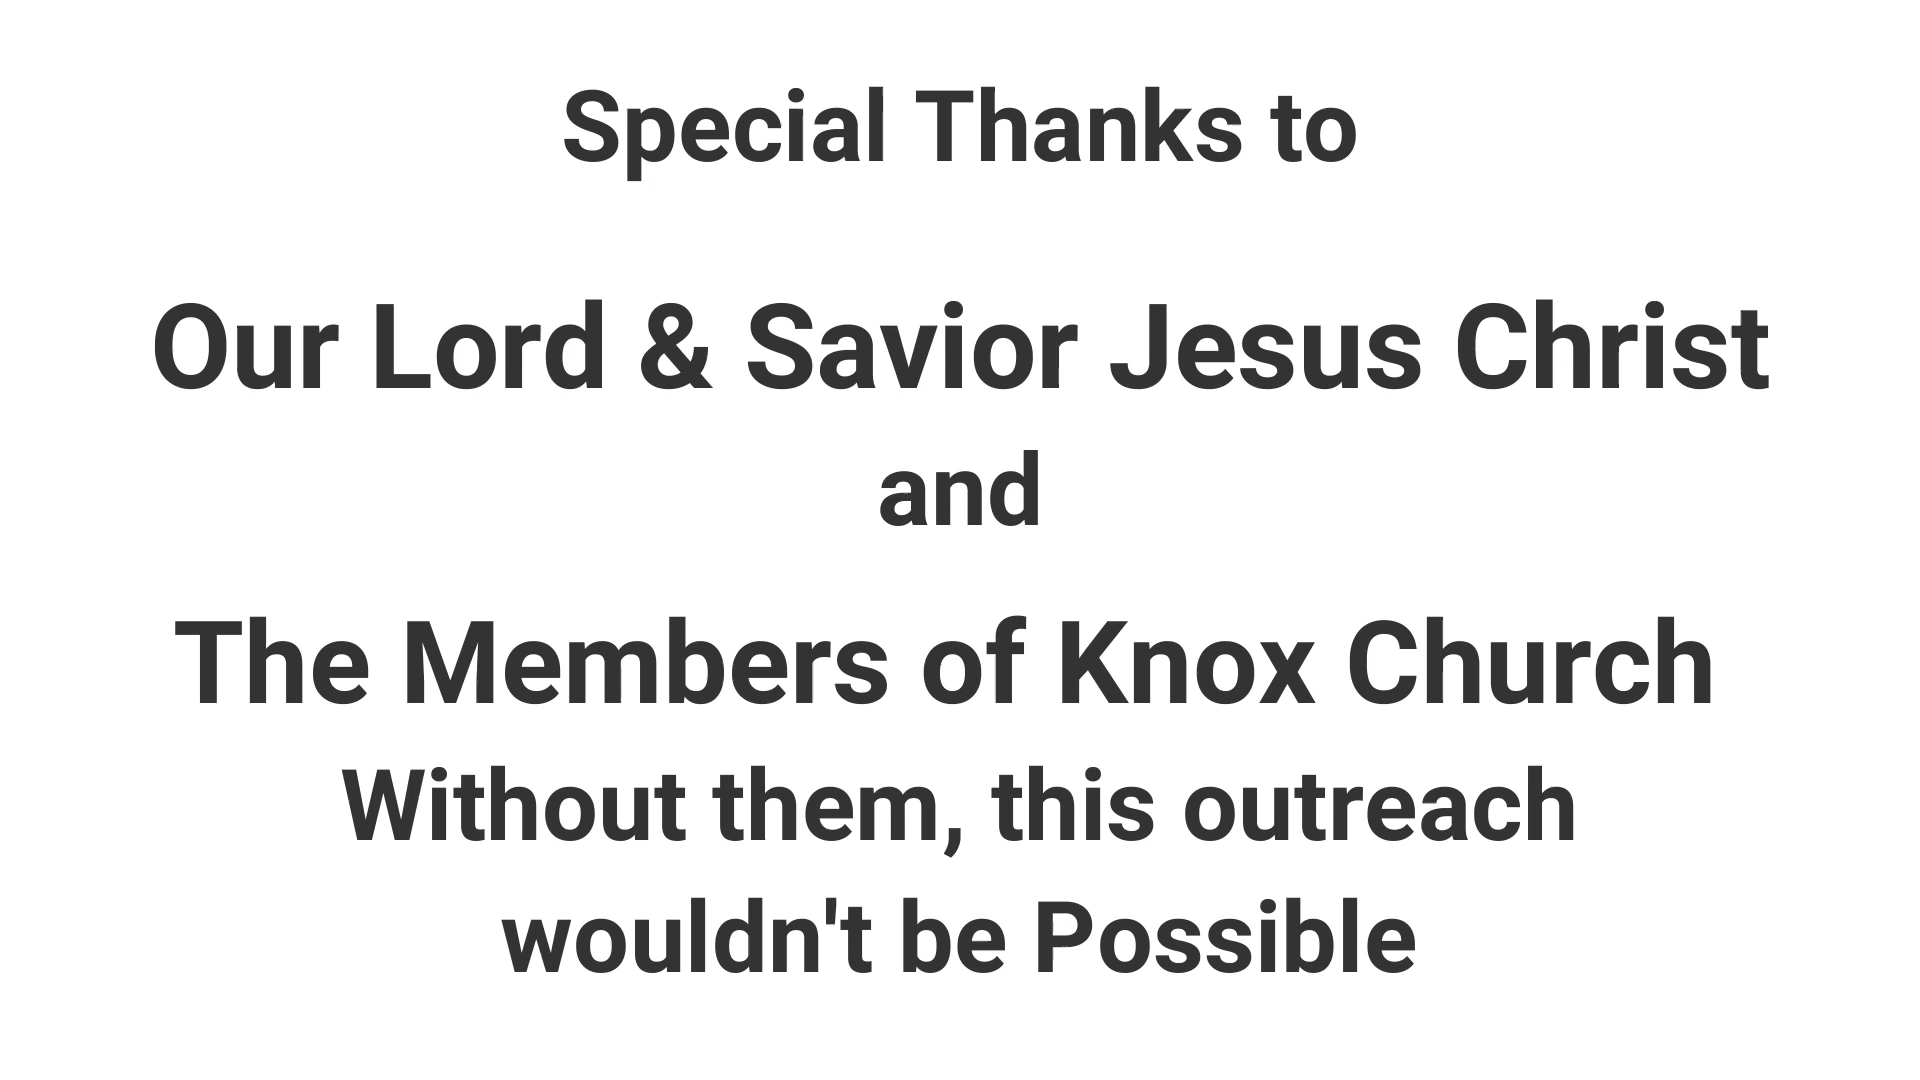 Special Thanks to
Our Lord & Savior Jesus Christ
and
The Members of Knox Church
Without them, this outreach
wouldn't be Possible